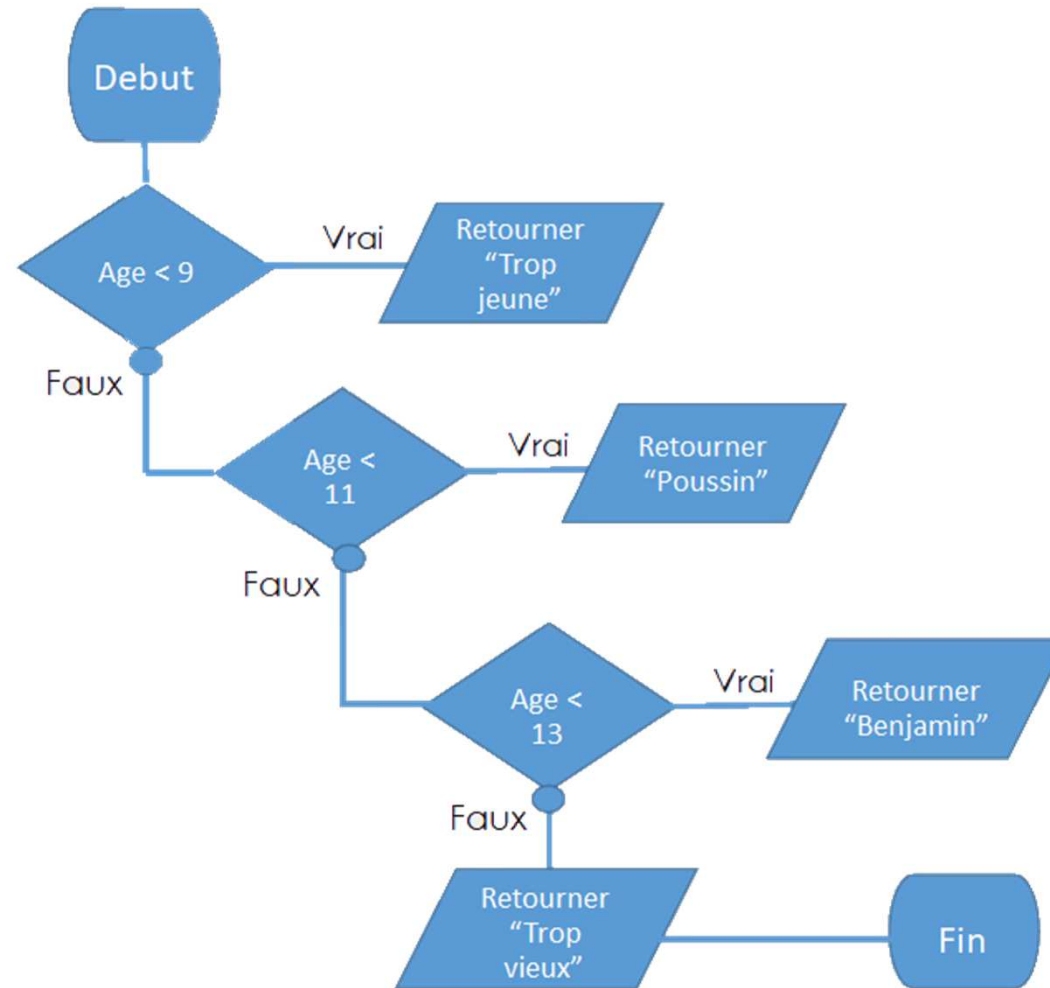 Debut
Age < 9
Vrai
Retourner
“Trop
jeune”
Faux
Age <
11
Vrai
Retourner
“Poussin”
Faux
Age <
13
Vrai
Retourner
“Benjamin”
Faux
Retourner
“Trop
vieux”
Fin